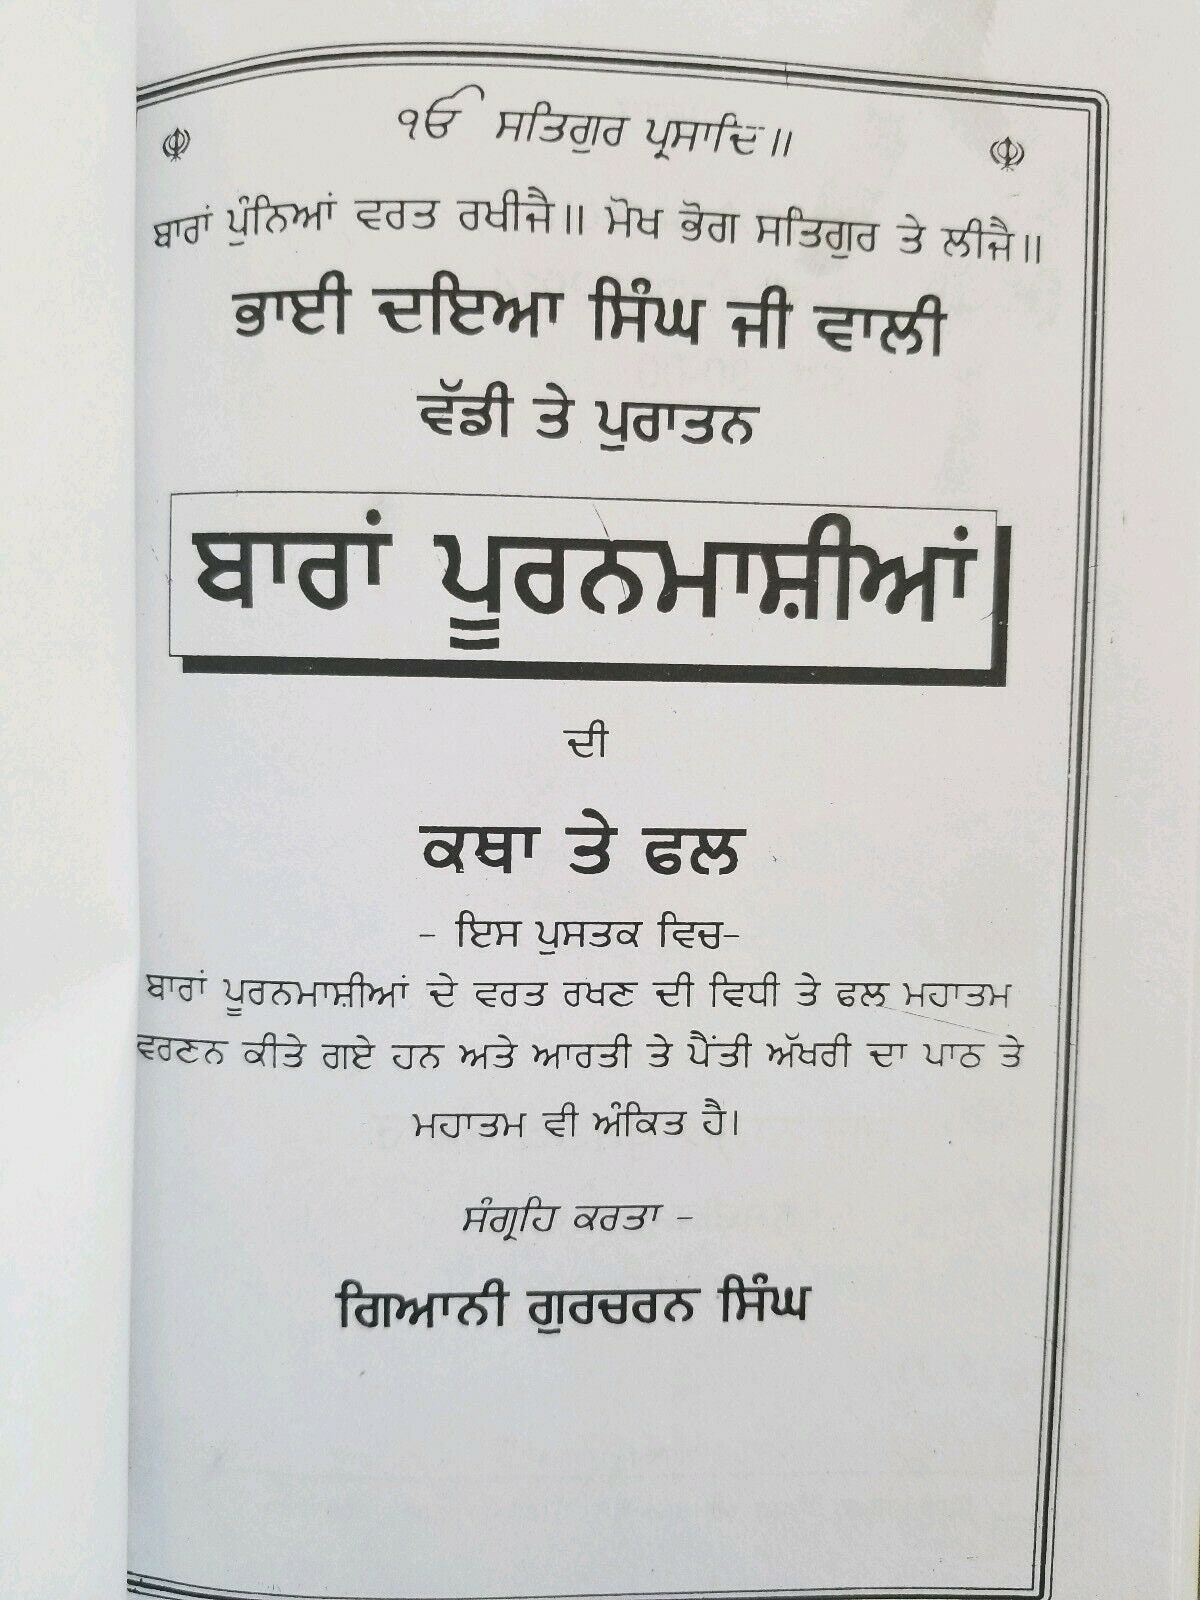 ੴ ਸਤਿਗੁਰ ਪ੍ਰਸਾਦਿ॥
ਬਾਰਾਂ ਪੁੰਨਿਆਂ ਵਰਤ ਰਖੀਜੈ॥ ਮੋਖ ਭੋਗ ਸਤਿਗੁਰ ਤੇ ਲੀਜੈ॥
ਭਾਈ ਦਇਆ ਸਿੰਘ ਜੀ ਵਾਲੀ
ਵੱਡੀ ਤੇ ਪੁਰਾਤਨ
ਬਾਰਾਂ ਪੂਰਨਮਾਸ਼ੀਆਂ
ਦੀ
ਕਥਾ ਤੇ ਫਲ
- ਇਸ ਪੁਸਤਕ ਵਿਚ-
ਬਾਰਾਂ ਪੂਰਨਮਾਸ਼ੀਆਂ ਦੇ ਵਰਤ ਰਖਣ ਦੀ ਵਿਧੀ ਤੇ ਫਲ ਮਹਾਤਮ
ਵਰਣਨ ਕੀਤੇ ਗਏ ਹਨ ਅਤੇ ਆਰਤੀ ਤੇ ਪੈਂਤੀ ਅੱਖਰੀ ਦਾ ਪਾਠ ਤੇ
ਮਹਾਤਮ ਵੀ ਅੰਕਿਤ ਹੈ।
ਸੰਗ੍ਰਹਿ ਕਰਤਾ -
ਗਿਆਨੀ ਗੁਰਚਰਨ ਸਿੰਘ